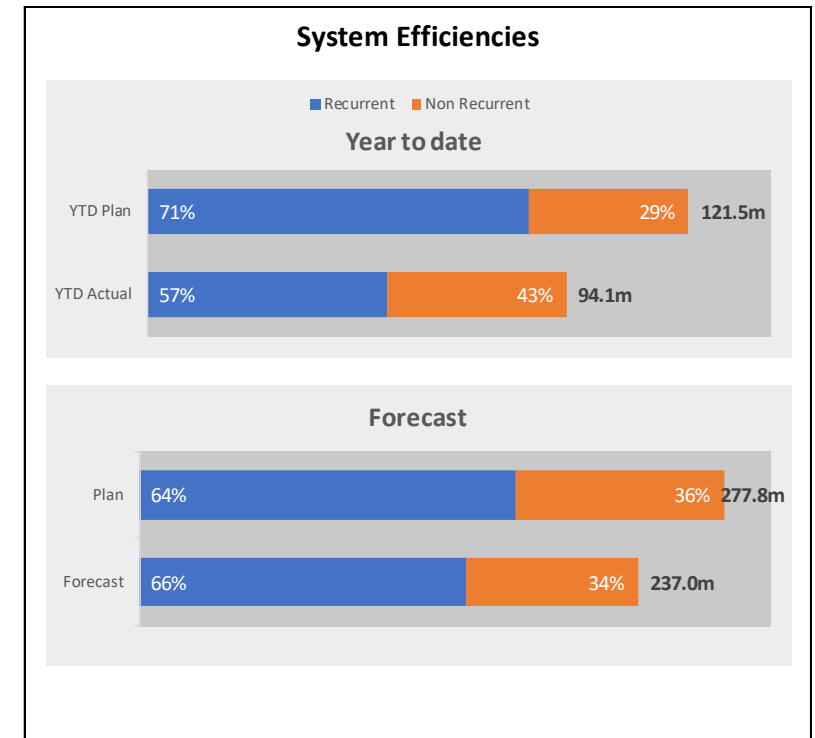 System Efficiencies
Recurrent Non Recurrent
Year to date
YTD Plan 71% 29% 121.5m
YTD Actual 57% 43% 94.1m
Forecast
Plan 64% 36% 277.8m
Forecast 66% 34% 237.0m